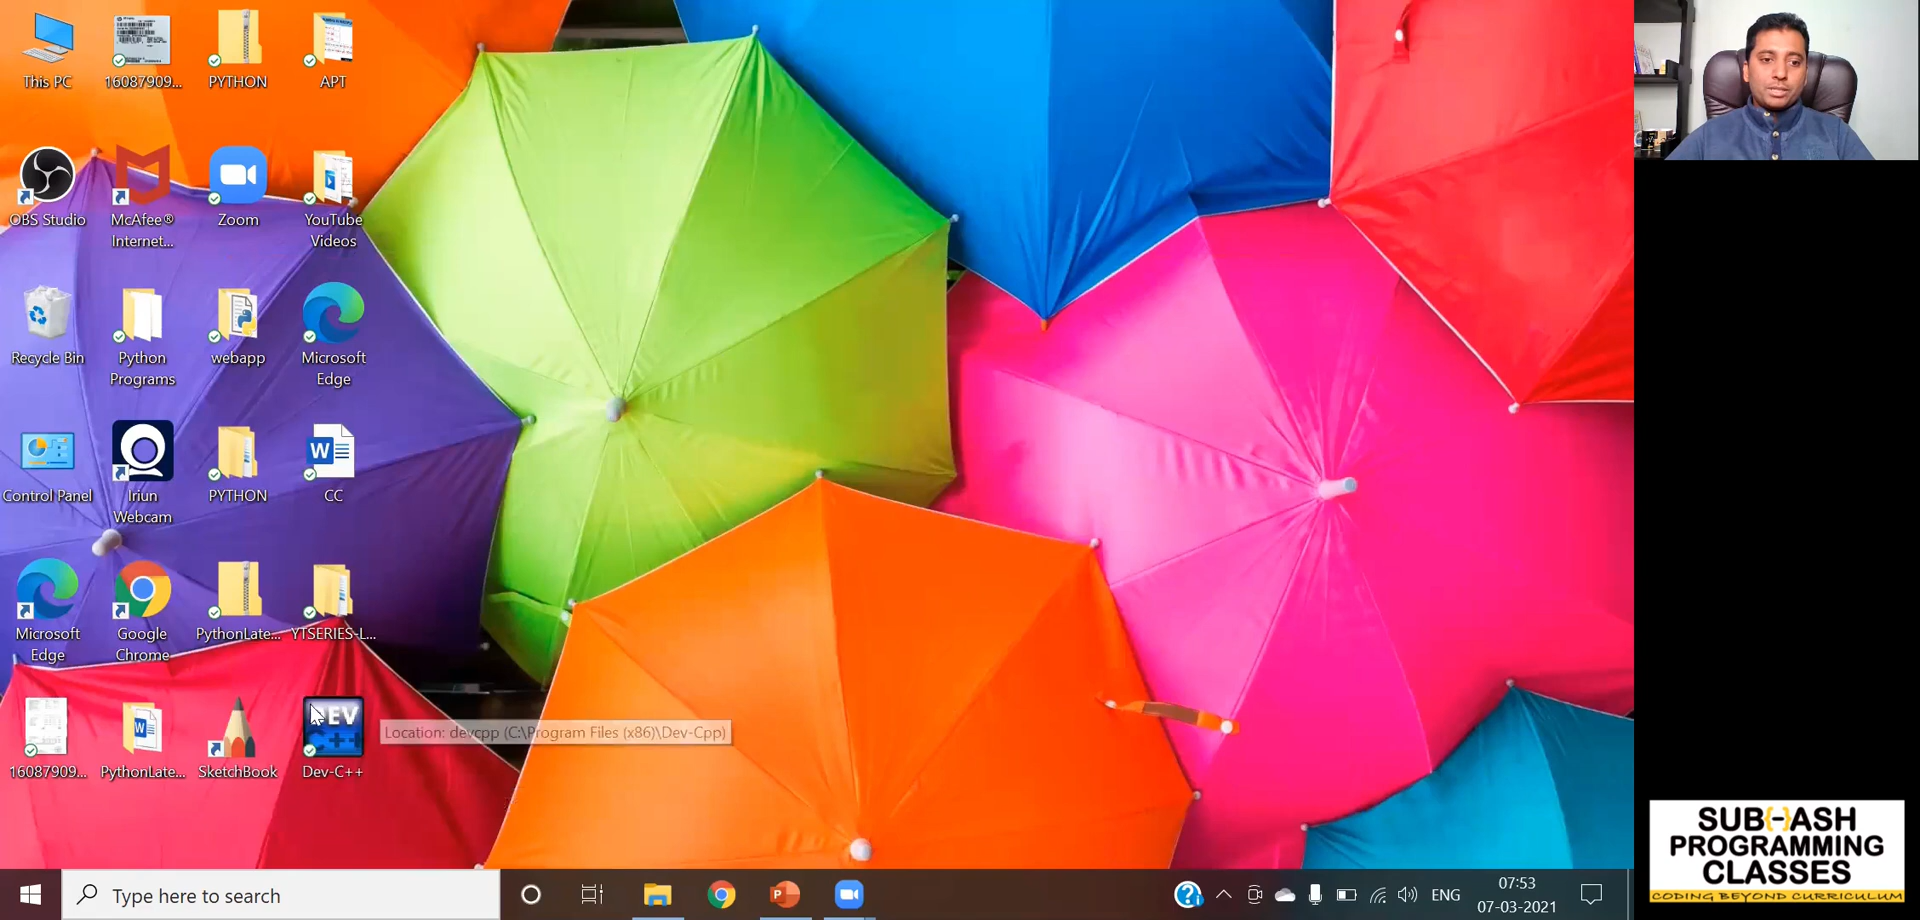 This PC
16087909...
PYTHON
APT
OBS Studio
McAfee®
Internet...
Zoom
YouTube
Videos
Recycle Bin
Python
Programs
webapp
Microsoft
Edge
Control Panel
Iriun
Webcam
PYTHON
CC
Microsoft
Edge
Google
Chrome
PythonLate...
YTSERIES-L...
16087909...
PythonLate...
SketchBook
DEV
C++
Dev-C++
Location: devcpp (C:\Program Files (x86)\Dev-Cpp)
Type here to search
ENG
07:53
07-03-2021
SUBHASH
PROGRAMMING
CLASSES
CODING BEYOND CURRICULUM